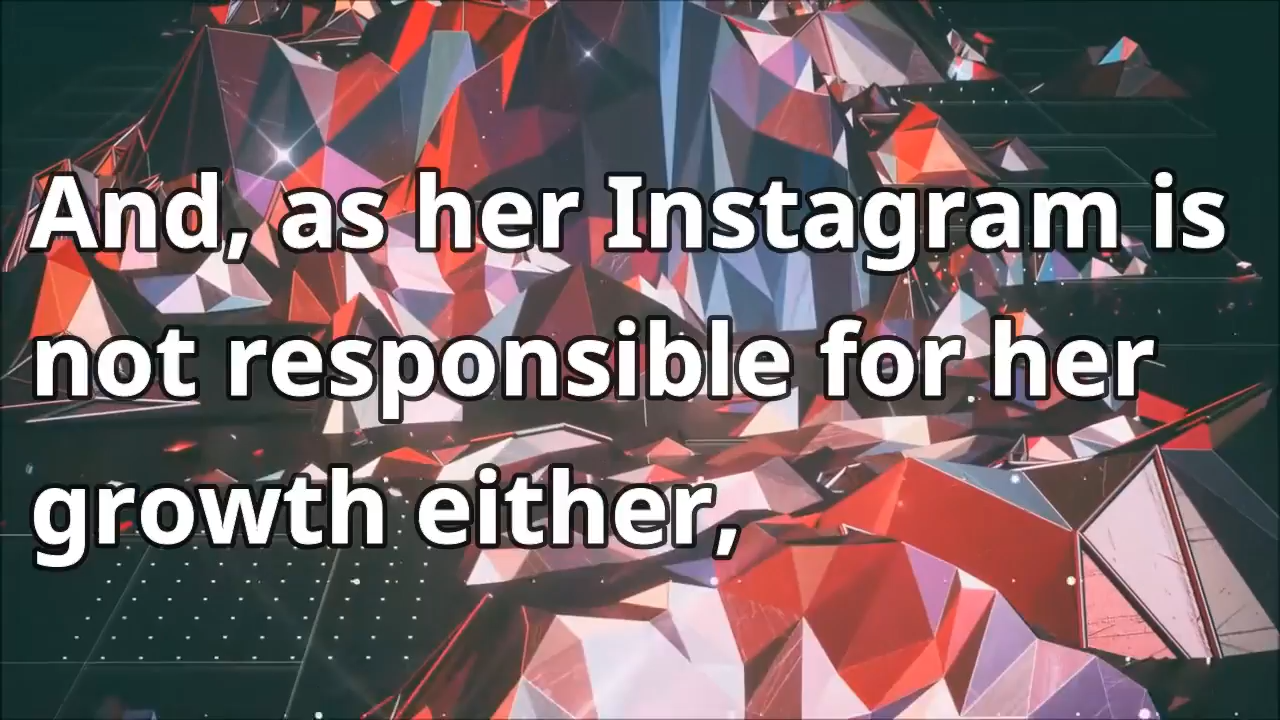 And, as her Instagram is
not responsible for her
growth either,